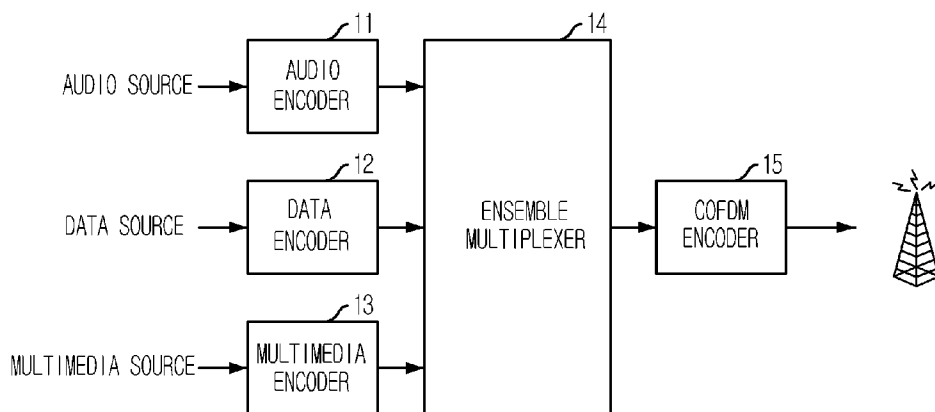 11
AUDIO SOURCE
AUDIO
ENCODER
12
DATA SOURCE
DATA
ENCODER
13
MULTIMEDIA SOURCE
MULTIMEDIA
ENCODER
14
ENSEMBLE
MULTIPLEXER
15
COFDM
ENCODER